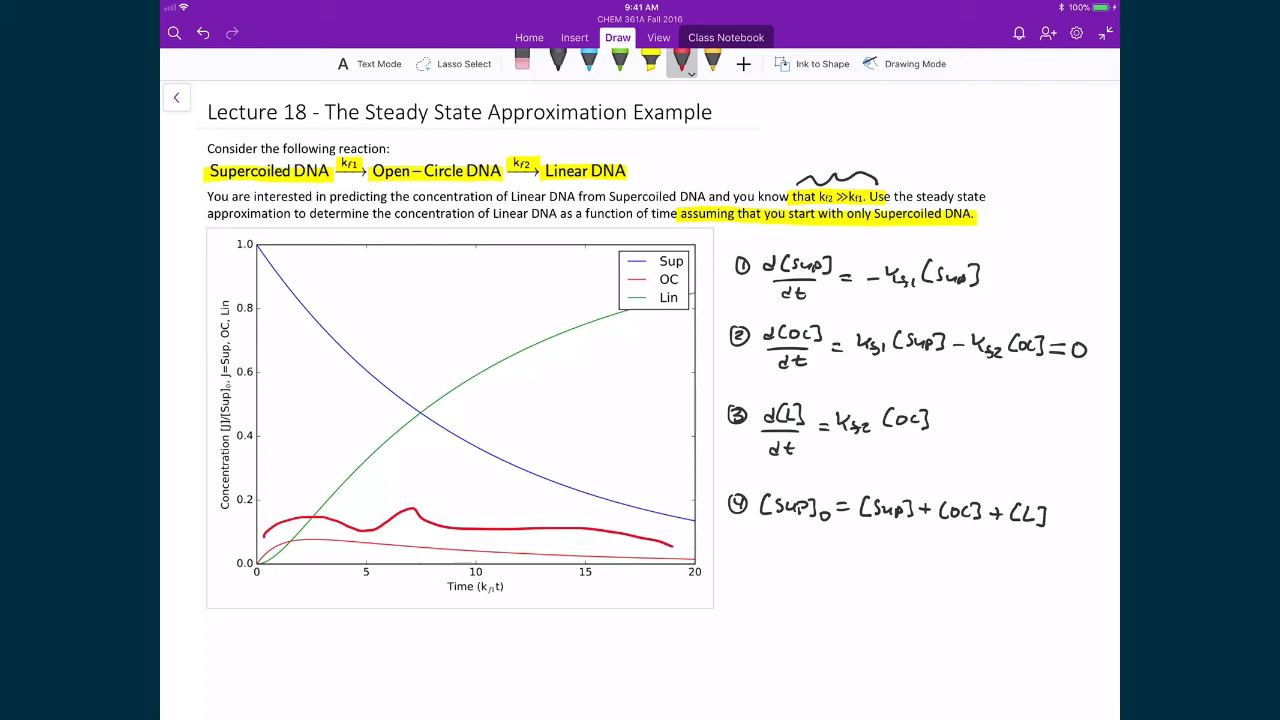 9:41 AM
100%
CHEM 361A Fall 2016
Home Insert Draw View Class Notebook
Text Mode Lasso Select Ink to Shape Drawing Mode
Lecture 18 - The Steady State Approximation Example
Consider the following reaction:
kf1 kf2
Supercoiled DNA → Open–Circle DNA → Linear DNA
You are interested in predicting the concentration of Linear DNA from Supercoiled DNA and you know that kf2 ≫kf1. Use the steady state
approximation to determine the concentration of Linear DNA as a function of time assuming that you start with only Supercoiled DNA.
Concentration [J]/[Sup]0, J=Sup, OC, Lin
1.0
0.8
0.6
0.4
0.2
0.0
0 5 10 15 20
Time (kf1t)
Sup
OC
Lin
① d[Sup]/dt = -kf1 [Sup]
② d[OC]/dt = kf1 [Sup] - kf2 [OC] = 0
③ d[L]/dt = kf2 [OC]
④ [Sup]0 = [Sup] + [OC] + [L]